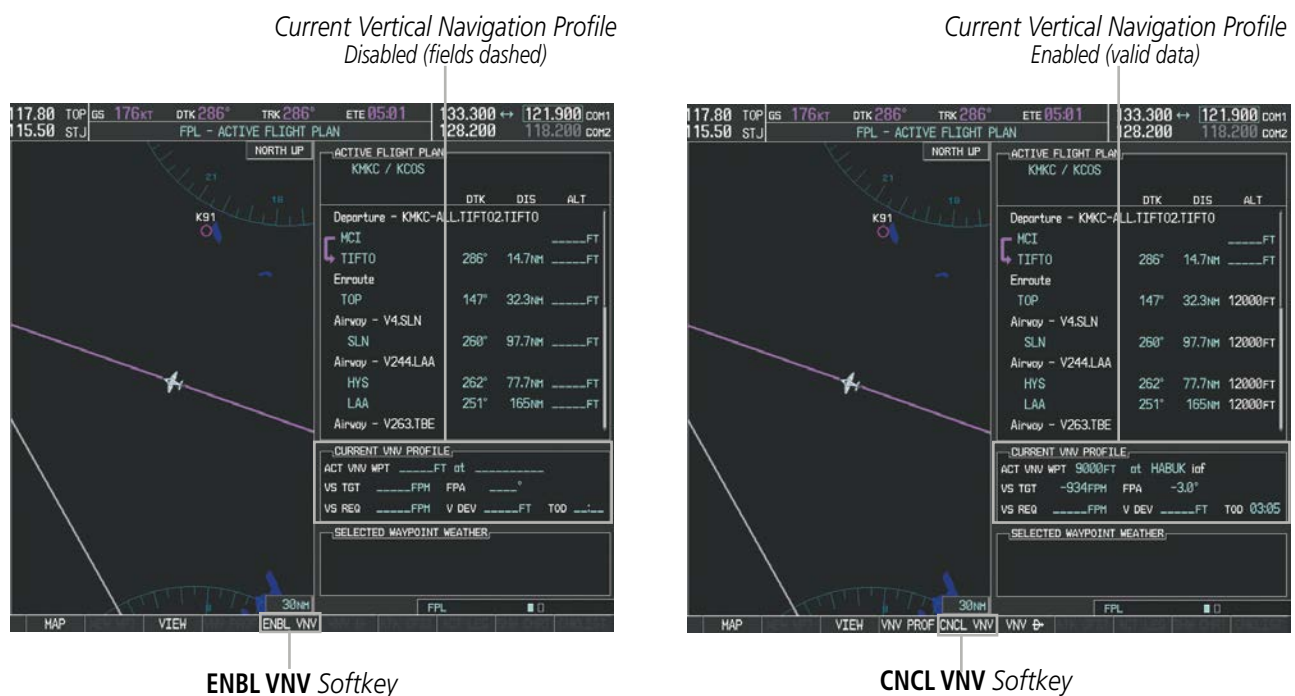 Current Vertical Navigation Profile
Disabled (fields dashed)
117.80 TOP GS 176KT DTK 286° TRK 286° ETE 05:01 133.300 ↔ 121.900 COM1
115.50 STJ FPL - ACTIVE FLIGHT PLAN 128.200 118.200 COM2
NORTH UP
21
18
K91
ACTIVE FLIGHT PLAN
KMKC / KCOS
DTK DIS ALT
Departure - KMKC-ALL.TIFTO2.TIFTO
MCI _____FT
TIFTO 286° 14.7NM _____FT
Enroute
TOP 147° 32.3NM _____FT
Airway - V4.SLN
SLN 260° 97.7NM _____FT
Airway - V244.LAA
HYS 262° 77.7NM _____FT
LAA 251° 165NM _____FT
Airway - V263.TBE
CURRENT VNV PROFILE
ACT VNV WPT _____FT at __________
VS TGT _____FPM FPA ____°
VS REQ _____FPM V DEV _____FT TOD __:__
SELECTED WAYPOINT WEATHER
30NM
FPL
MAP VIEW ENBL VNV
ENBL VNV Softkey
Current Vertical Navigation Profile
Enabled (valid data)
117.80 TOP GS 176KT DTK 286° TRK 286° ETE 05:01 133.300 ↔ 121.900 COM1
115.50 STJ FPL - ACTIVE FLIGHT PLAN 128.200 118.200 COM2
NORTH UP
21
18
K91
ACTIVE FLIGHT PLAN
KMKC / KCOS
DTK DIS ALT
Departure - KMKC-ALL.TIFTO2.TIFTO
MCI _____FT
TIFTO 286° 14.7NM _____FT
Enroute
TOP 147° 32.3NM 12000FT
Airway - V4.SLN
SLN 260° 97.7NM 12000FT
Airway - V244.LAA
HYS 262° 77.7NM 12000FT
LAA 251° 165NM 12000FT
Airway - V263.TBE
CURRENT VNV PROFILE
ACT VNV WPT 9000FT at HABUK iaf
VS TGT -934FPM FPA -3.0°
VS REQ _____FPM V DEV _____FT TOD 03:05
SELECTED WAYPOINT WEATHER
30NM
FPL
MAP VIEW VNV PROF CNCL VNV VNV D→
CNCL VNV Softkey